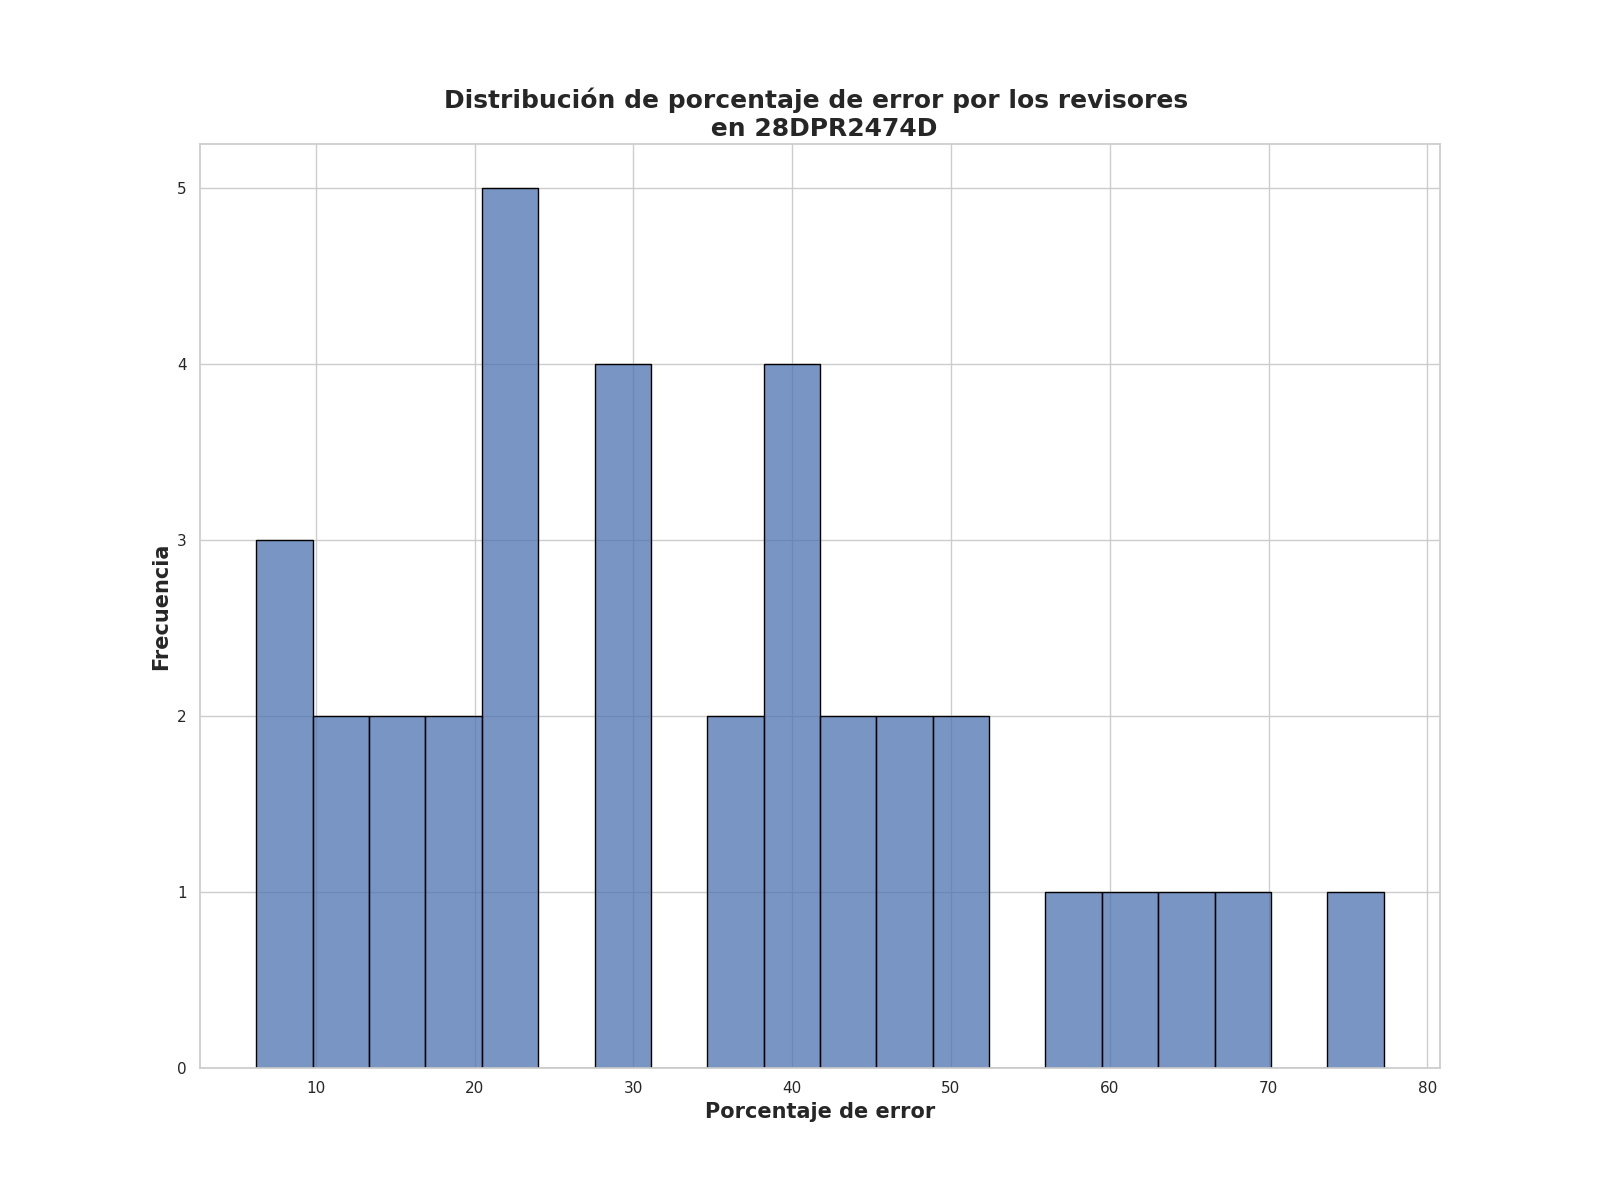 Distribución de porcentaje de error por los revisores
en 28DPR2474D
5
4
3
2
1
0
Frecuencia
10 20 30 40 50 60 70 80
Porcentaje de error